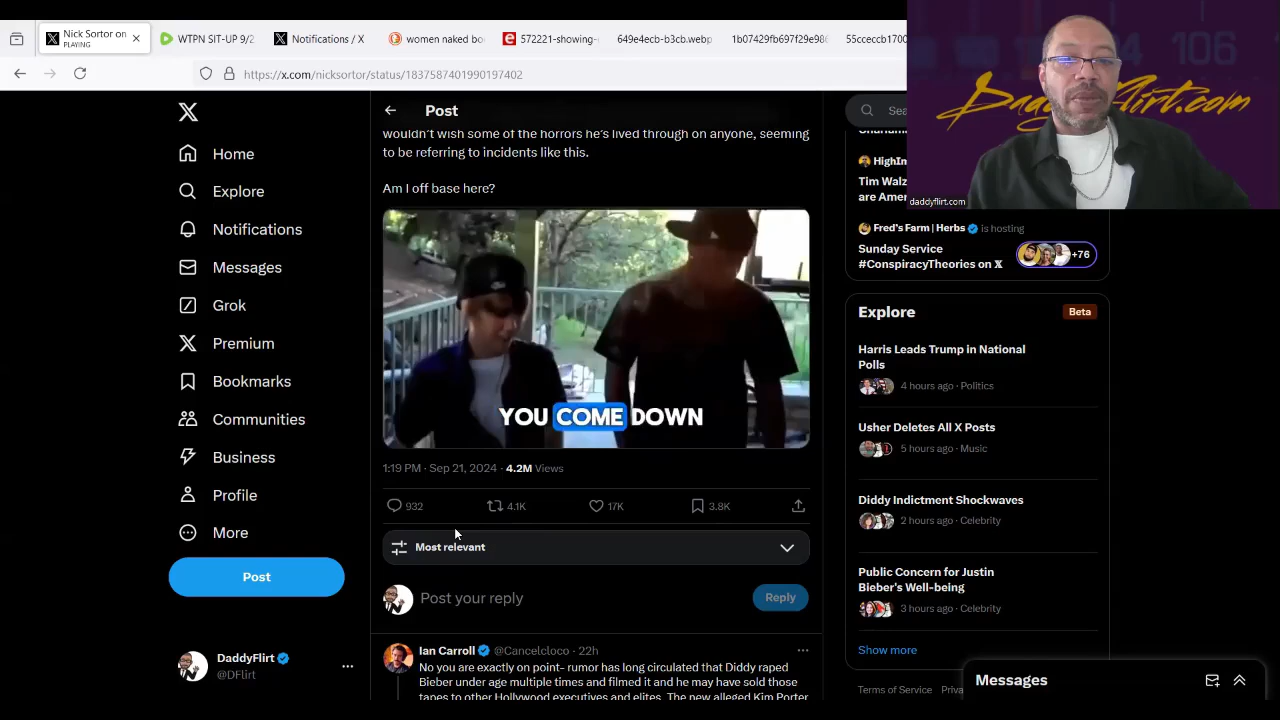 Nick Sortor on
PLAYING
WTPN SIT-UP 9/2
Notifications / X
women naked bo
572221-showing-
649e4ecb-b3cb.webp
1b07429fb697f29e986
55cceccb1700
106
https://x.com/nicksortor/status/1837587401990197402
DaddyFlirt.com
daddyflirt.com
Post
Sea
wouldn't wish some of the horrors he's lived through on anyone, seeming
to be referring to incidents like this.
Am I off base here?
YOU COME DOWN
1:19 PM · Sep 21, 2024 · 4.2M Views
932
4.1K
17K
3.8K
Most relevant
Post your reply
Reply
Ian Carroll @Cancelcloco · 22h
No you are exactly on point- rumor has long circulated that Diddy raped
Bieber under age multiple times and filmed it and he may have sold those
tapes to other Hollywood executives and elites. The new alleged Kim Porter
Home
Explore
Notifications
Messages
Grok
Premium
Bookmarks
Communities
Business
Profile
More
Post
DaddyFlirt
@DFlirt
HighIm
Tim Walz
are Amer
Fred's Farm | Herbs is hosting
Sunday Service
#ConspiracyTheories on X
+76
Explore
Beta
Harris Leads Trump in National
Polls
4 hours ago · Politics
Usher Deletes All X Posts
5 hours ago · Music
Diddy Indictment Shockwaves
2 hours ago · Celebrity
Public Concern for Justin
Bieber's Well-being
3 hours ago · Celebrity
Show more
Terms of Service
Priva
Messages